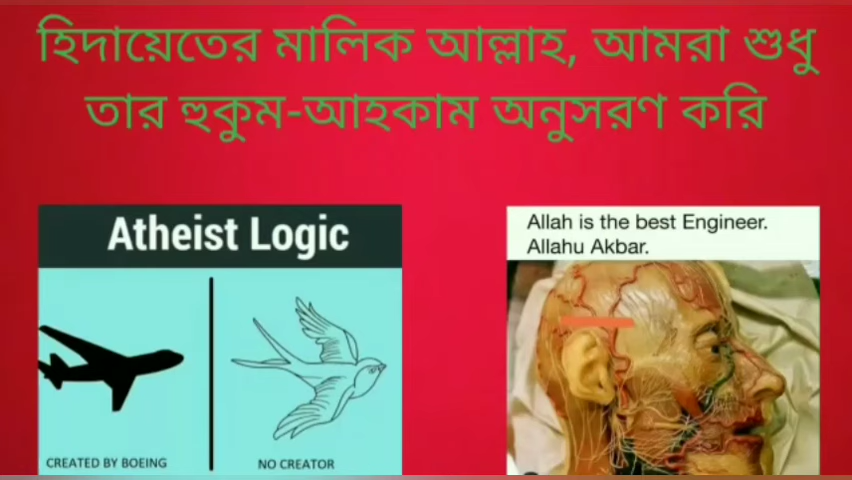 হিদায়েতের মালিক আল্লাহ, আমরা শুধু
তার হুকুম-আহকাম অনুসরণ করি
Atheist Logic
CREATED BY BOEING
NO CREATOR
Allah is the best Engineer.
Allahu Akbar.